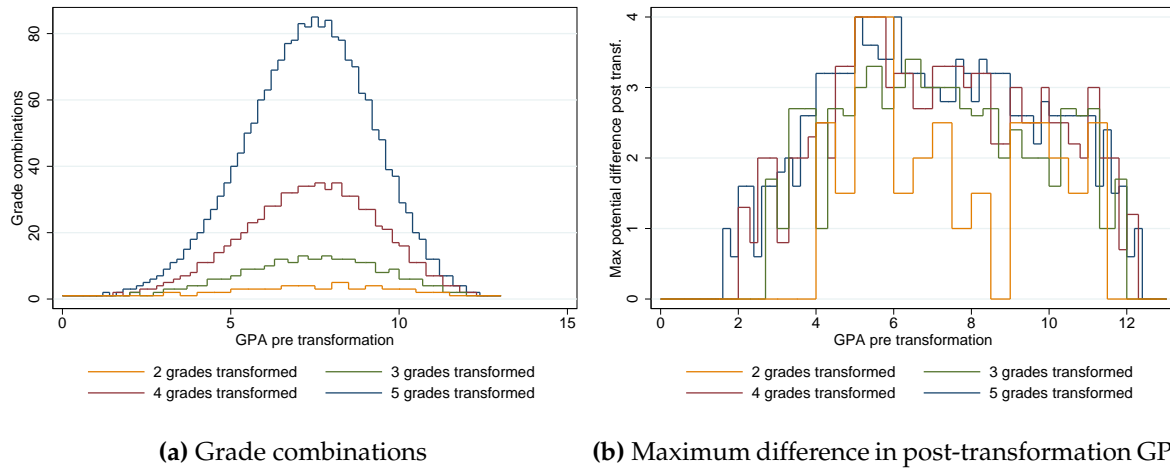 Grade combinations
80
60
40
20
0
0 5 10 15
GPA pre transformation
2 grades transformed 3 grades transformed
4 grades transformed 5 grades transformed
(a) Grade combinations
Max potential difference post transf.
4
3
2
1
0
0 2 4 6 8 10 12
GPA pre transformation
2 grades transformed 3 grades transformed
4 grades transformed 5 grades transformed
(b) Maximum difference in post-transformation GP